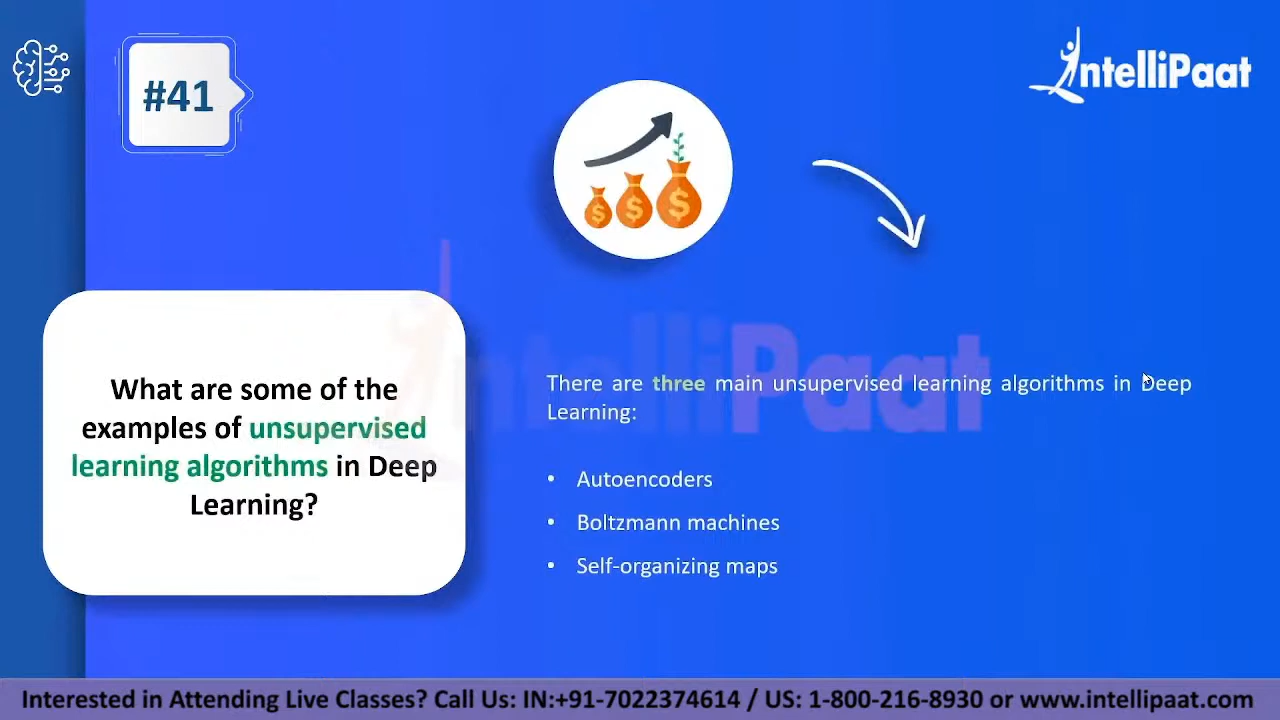 #41
IntelliPaat
What are some of the
examples of unsupervised
learning algorithms in Deep
Learning?
There are three main unsupervised learning algorithms in Deep
Learning:
• Autoencoders
• Boltzmann machines
• Self-organizing maps
IntelliPaat
Interested in Attending Live Classes? Call Us: IN:+91-7022374614 / US: 1-800-216-8930 or www.intellipaat.com